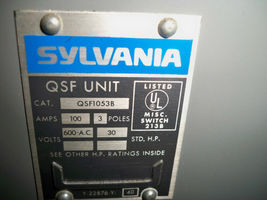 SYLVANIA
QSF UNIT
LISTED
UL
MISC.
SWITCH
213B
CAT. QSF1053B
AMPS 100 3 POLES
VOLTS 600-A.C. 30 STD. H.P.
SEE OTHER H.P. RATINGS INSIDE